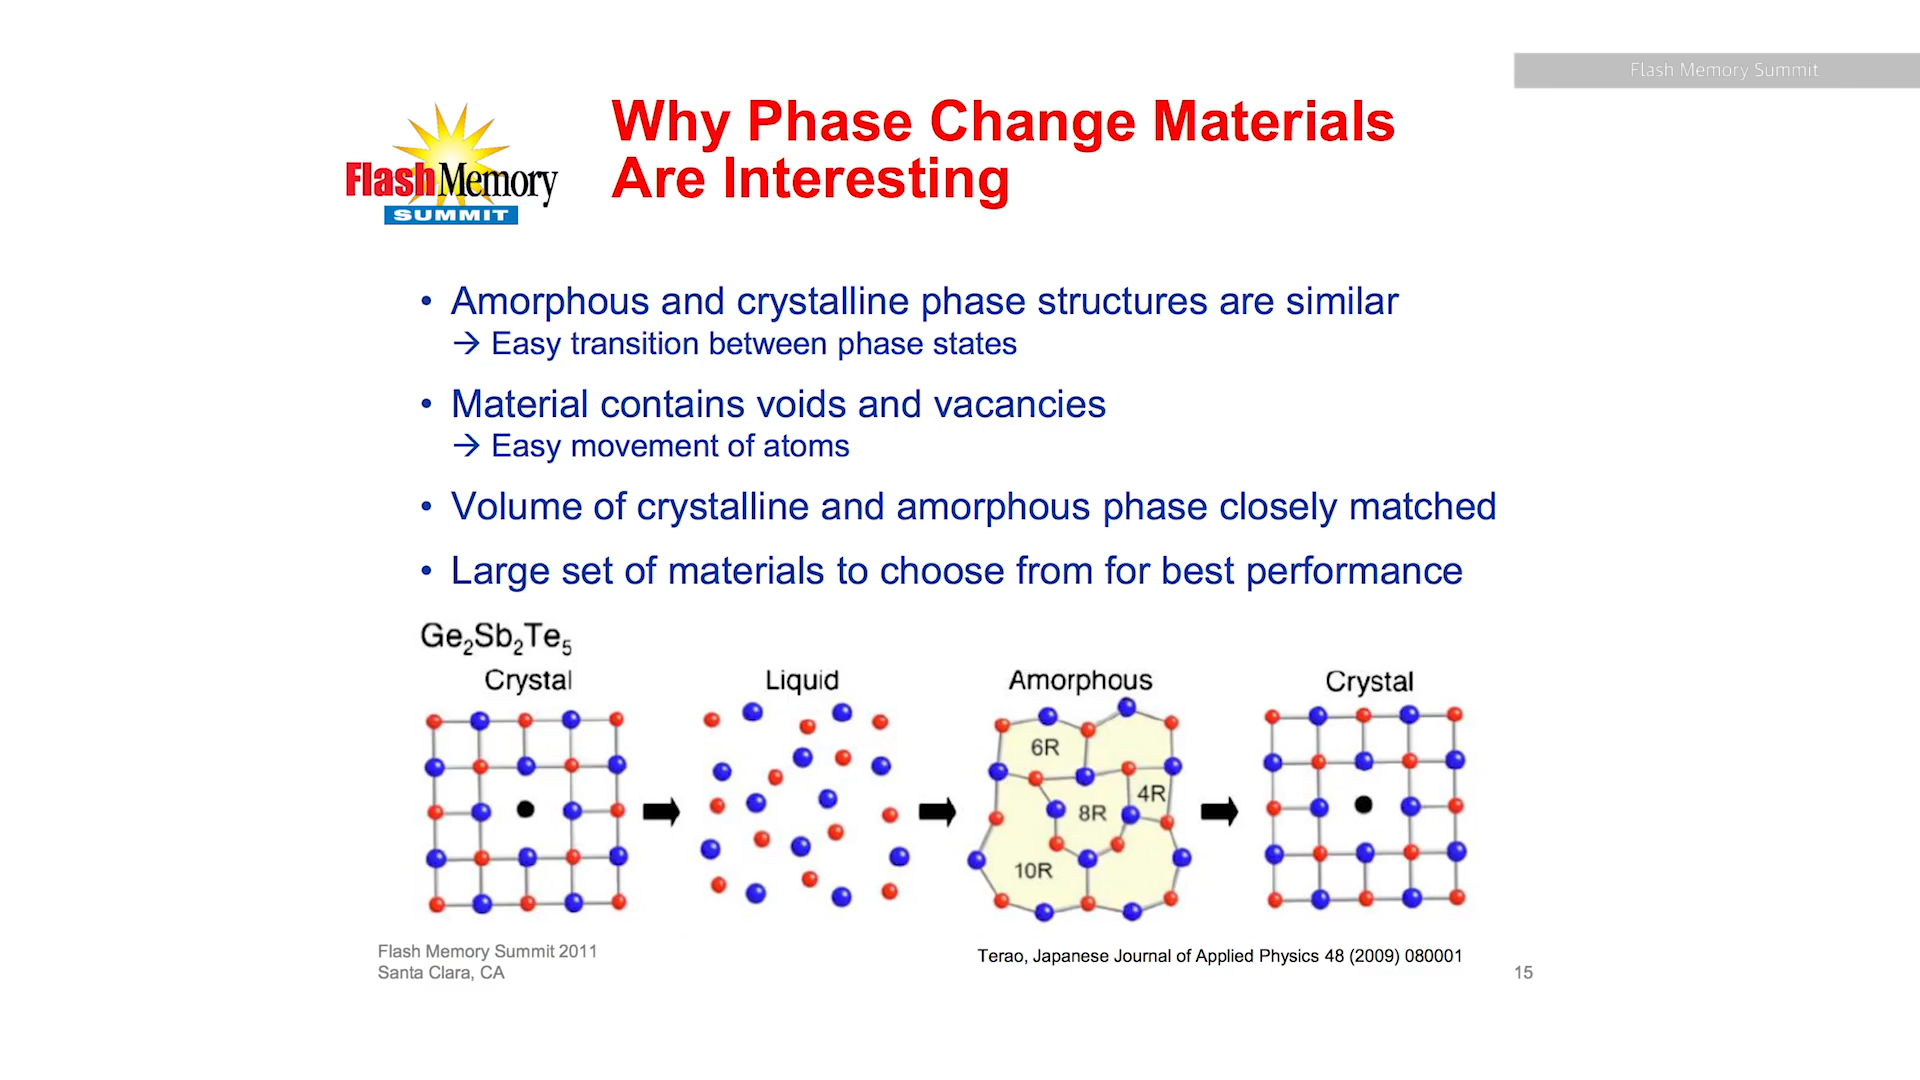 Flash Memory Summit
Why Phase Change Materials
Are Interesting
FlashMemory
SUMMIT
• Amorphous and crystalline phase structures are similar
→ Easy transition between phase states
• Material contains voids and vacancies
→ Easy movement of atoms
• Volume of crystalline and amorphous phase closely matched
• Large set of materials to choose from for best performance
Ge₂Sb₂Te₅
Crystal
Liquid
Amorphous
Crystal
6R
4R
8R
10R
Flash Memory Summit 2011
Santa Clara, CA
Terao, Japanese Journal of Applied Physics 48 (2009) 080001
15